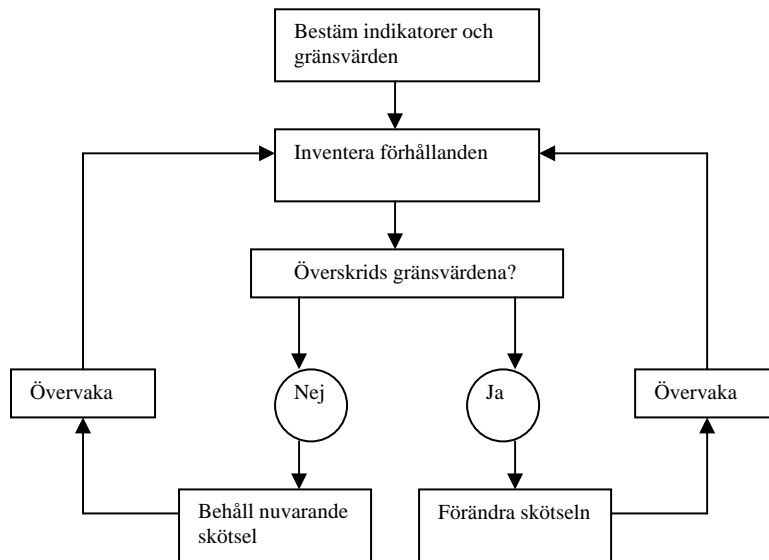 Bestäm indikatorer och
gränsvärden
Inventera förhållanden
Överskrids gränsvärdena?
Övervaka
Nej
Ja
Övervaka
Behåll nuvarande
skötsel
Förändra skötseln